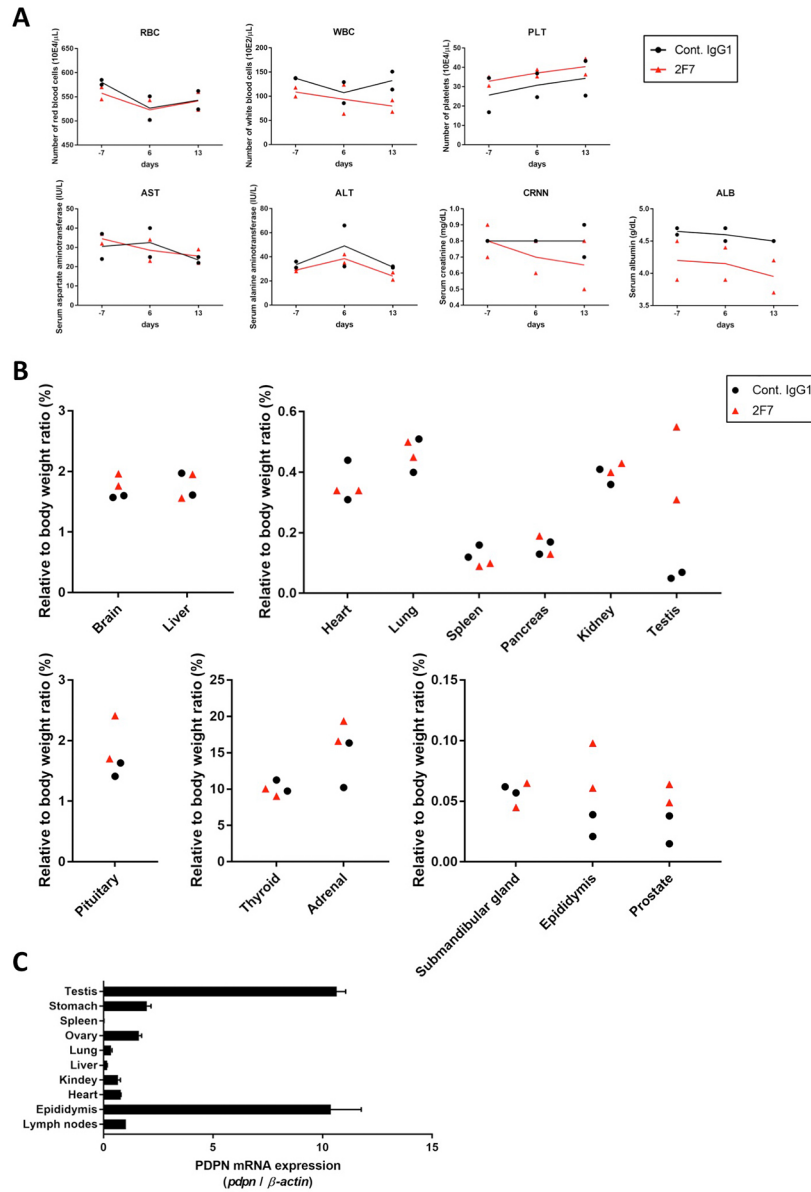 A
RBC
WBC
PLT
Cont. IgG1
2F7
Number of red blood cells (10E4/μL)
600
550
500
450
-7 6 13
days
Number of white blood cells (10E2/μL)
200
150
100
50
0
-7 6 13
days
Number of platelets (10E4/μL)
50
40
30
20
10
0
-7 6 13
days
AST
ALT
CRNN
ALB
Serum aspartate aminotransferase (IU/L)
50
40
30
20
10
0
-7 6 13
days
Serum alanine aminotransferase (IU/L)
80
60
40
20
0
-7 6 13
days
Serum creatinine (mg/dL)
1.0
0.9
0.8
0.7
0.6
0.5
0.4
-7 6 13
days
Serum albumin (g/dL)
5.0
4.5
4.0
3.5
-7 6 13
days
B
Cont. IgG1
2F7
Relative to body weight ratio (%)
3
2
1
0
Brain
Liver
Relative to body weight ratio (%)
0.6
0.4
0.2
0.0
Heart
Lung
Spleen
Pancreas
Kidney
Testis
Relative to body weight ratio (%)
3
2
1
0
Pituitary
Relative to body weight ratio (%)
25
20
15
10
5
0
Thyroid
Adrenal
Relative to body weight ratio (%)
0.15
0.10
0.05
0.00
Submandibular gland
Epididymis
Prostate
C
Testis
Stomach
Spleen
Ovary
Lung
Liver
Kindey
Heart
Epididymis
Lymph nodes
0 5 10 15
PDPN mRNA expression
(pdpn / β-actin)